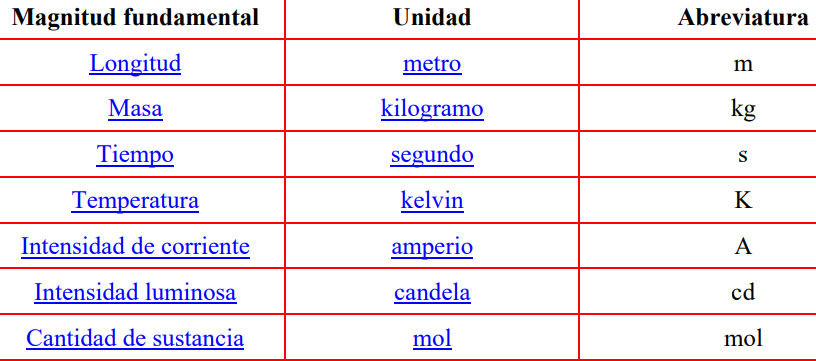 Magnitud fundamental Unidad Abreviatura
Longitud metro m
Masa kilogramo kg
Tiempo segundo s
Temperatura kelvin K
Intensidad de corriente amperio A
Intensidad luminosa candela cd
Cantidad de sustancia mol mol